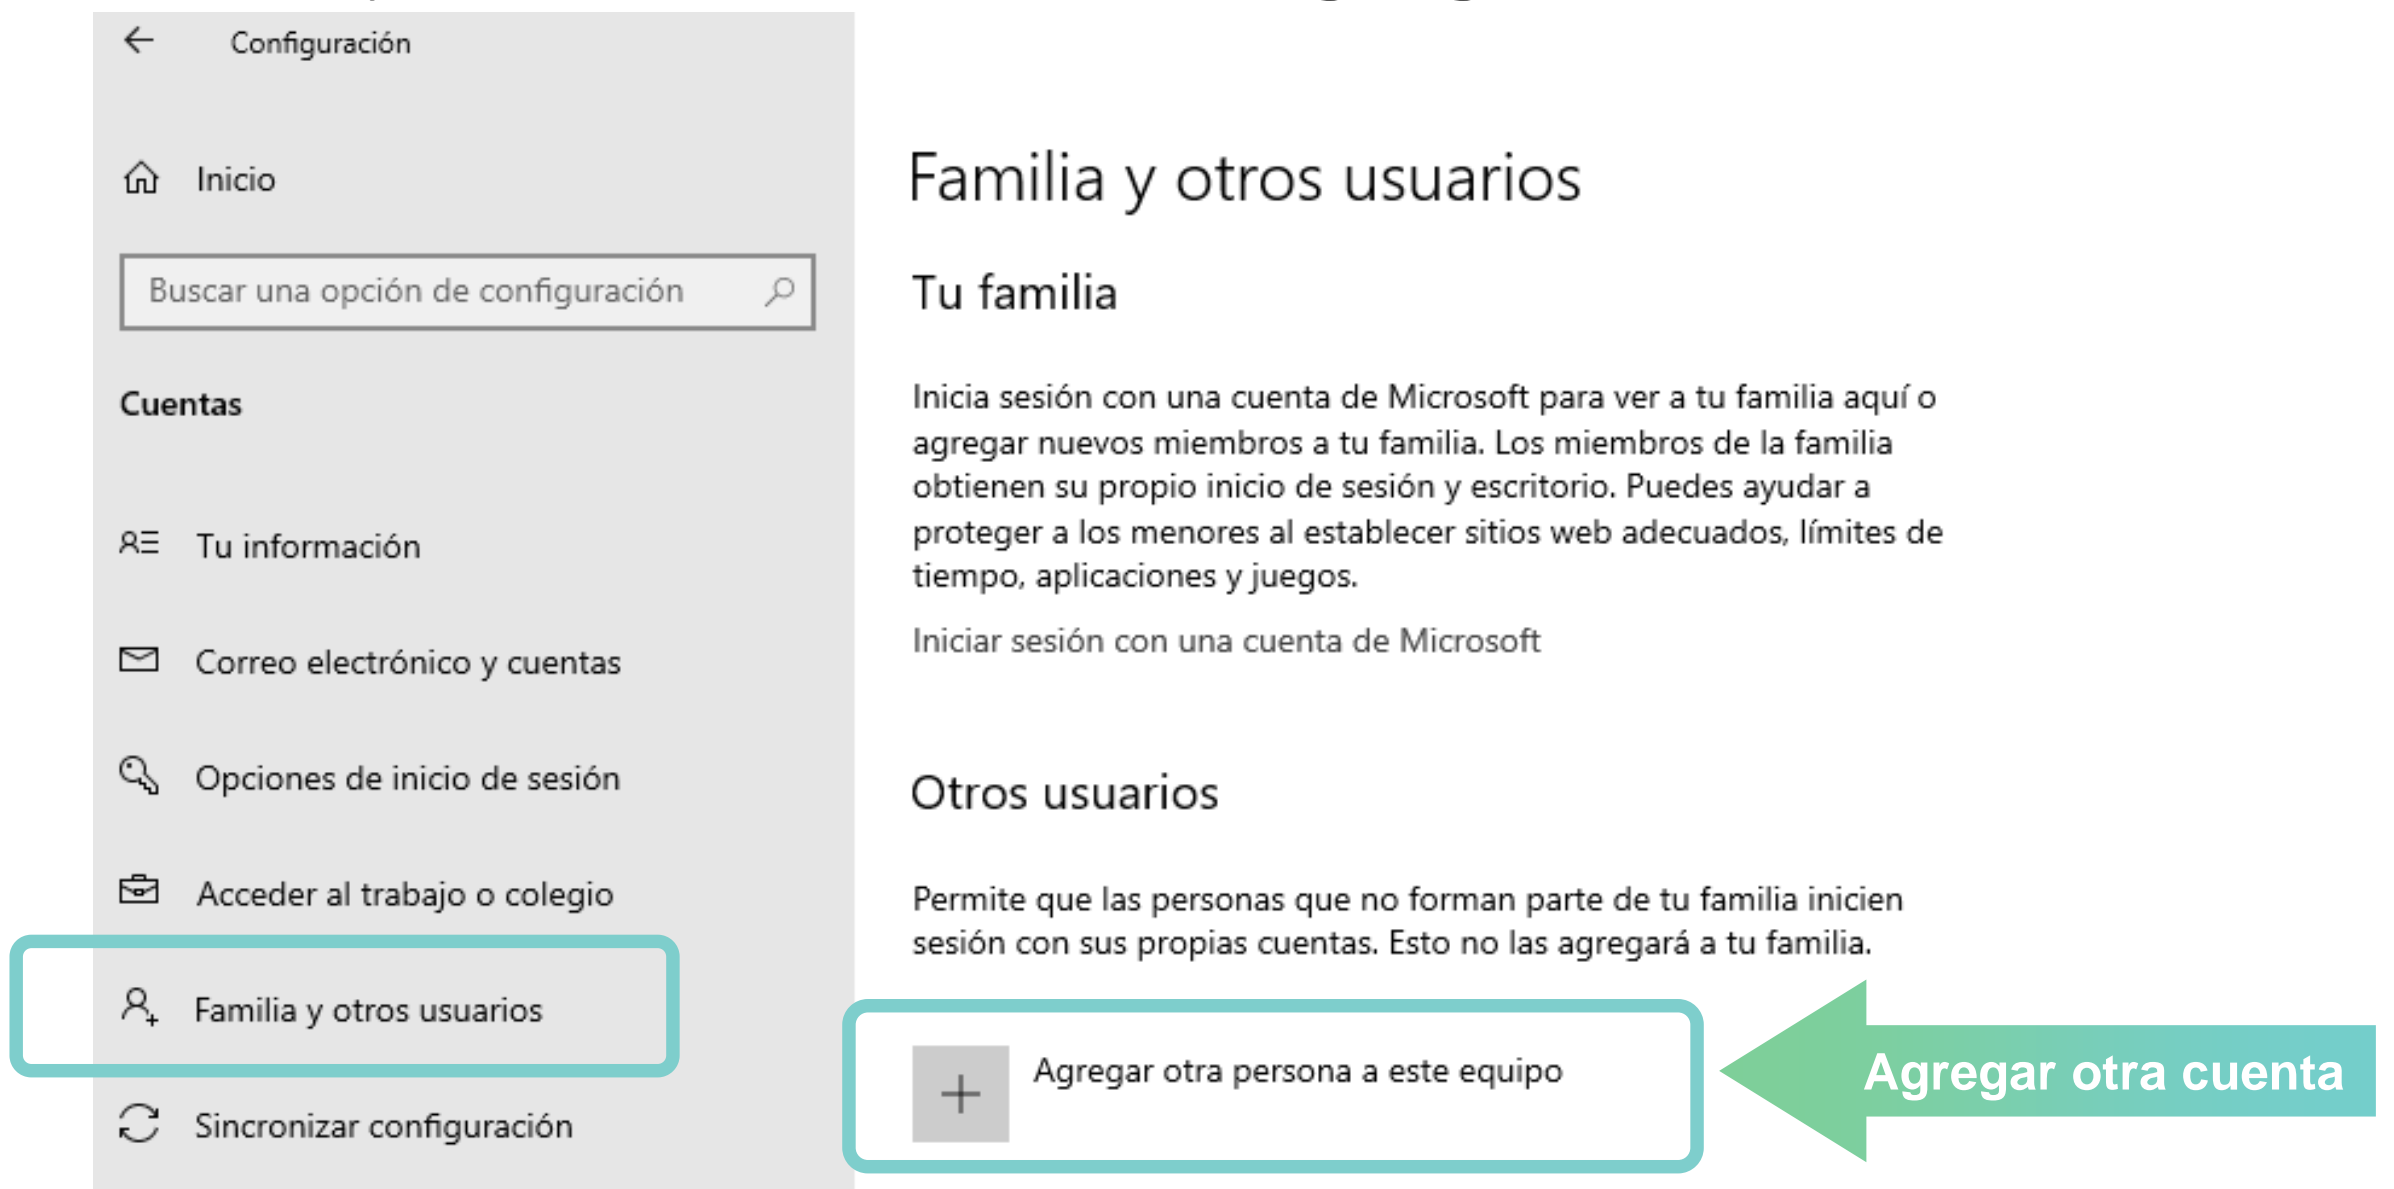 Configuración
Inicio
Buscar una opción de configuración
Cuentas
Tu información
Correo electrónico y cuentas
Opciones de inicio de sesión
Acceder al trabajo o colegio
Familia y otros usuarios
Sincronizar configuración
Familia y otros usuarios
Tu familia
Inicia sesión con una cuenta de Microsoft para ver a tu familia aquí o
agregar nuevos miembros a tu familia. Los miembros de la familia
obtienen su propio inicio de sesión y escritorio. Puedes ayudar a
proteger a los menores al establecer sitios web adecuados, límites de
tiempo, aplicaciones y juegos.
Iniciar sesión con una cuenta de Microsoft
Otros usuarios
Permite que las personas que no forman parte de tu familia inicien
sesión con sus propias cuentas. Esto no las agregará a tu familia.
Agregar otra persona a este equipo
Agregar otra cuenta